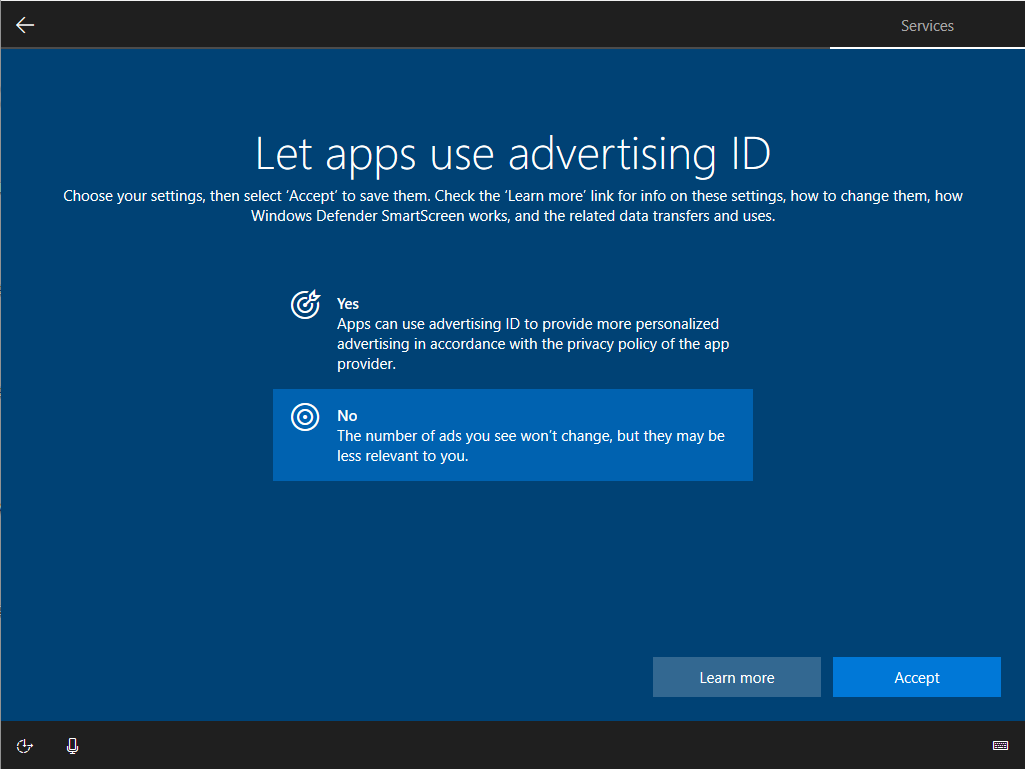 Services
Let apps use advertising ID
Choose your settings, then select ‘Accept’ to save them. Check the ‘Learn more’ link for info on these settings, how to change them, how
Windows Defender SmartScreen works, and the related data transfers and uses.
Yes
Apps can use advertising ID to provide more personalized
advertising in accordance with the privacy policy of the app
provider.
No
The number of ads you see won’t change, but they may be
less relevant to you.
Learn more
Accept